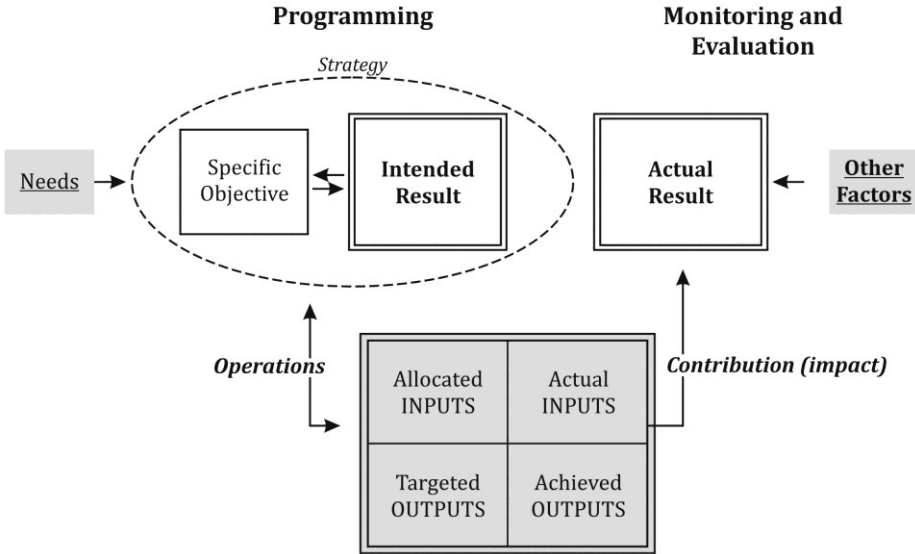 Programming
Monitoring and
Evaluation
Strategy
Needs
Specific
Objective
Intended
Result
Actual
Result
Other
Factors
Operations
Contribution (impact)
Allocated
INPUTS
Actual
INPUTS
Targeted
OUTPUTS
Achieved
OUTPUTS